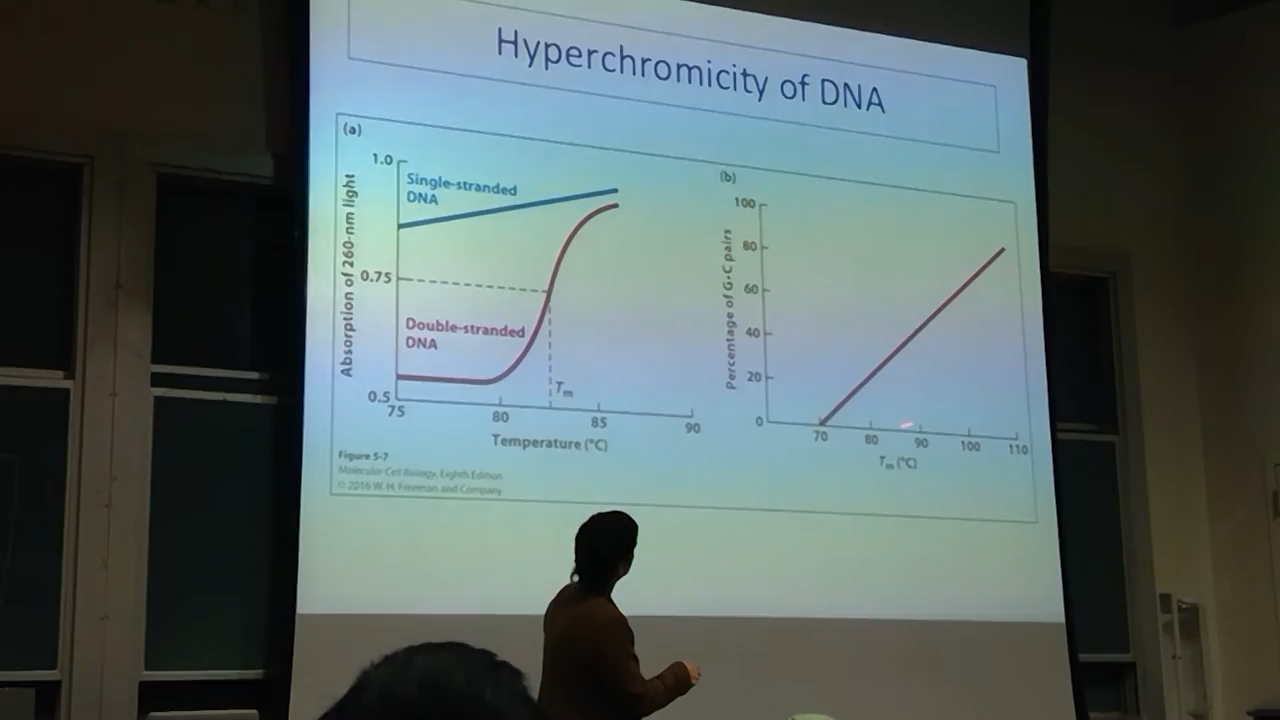 Hyperchromicity of DNA
(a)
1.0
Single-stranded
DNA
Absorption of 260-nm light
0.75
Double-stranded
DNA
Tm
0.5
75
80
85
90
Temperature (°C)
Figure 5-7
Molecular Cell Biology, Eighth Edition
© 2016 W. H. Freeman and Company
(b)
100
80
60
40
20
0
Percentage of G•C pairs
70
80
90
100
110
Tm (°C)